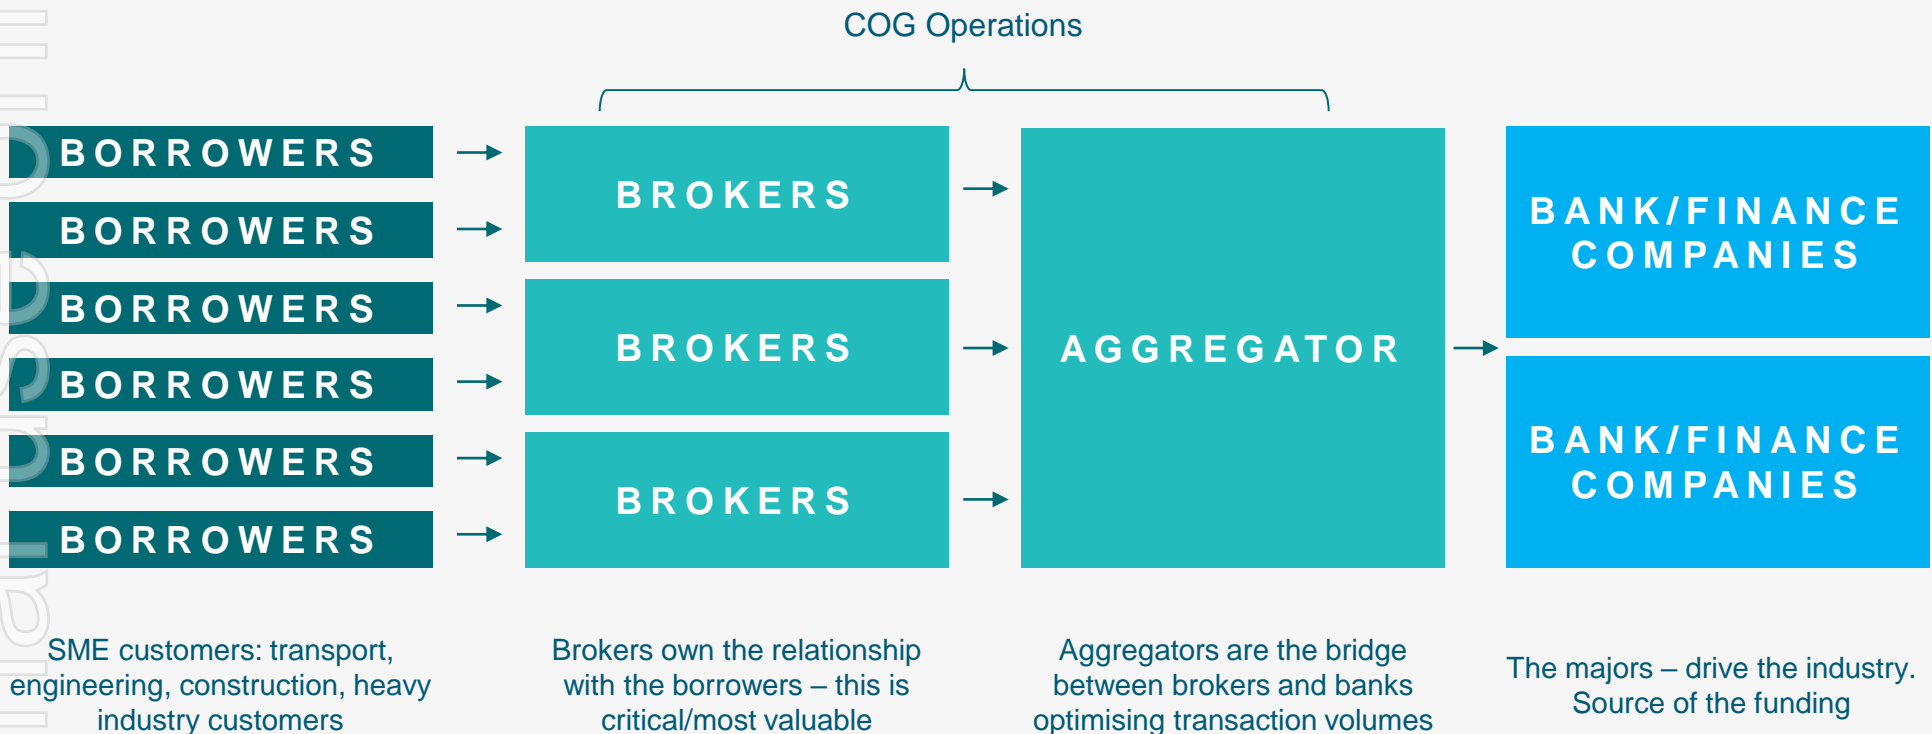 COG Operations
BORROWERS
BORROWERS
BORROWERS
BORROWERS
BORROWERS
BORROWERS
BROKERS
BROKERS
BROKERS
AGGREGATOR
BANK/FINANCE
COMPANIES
BANK/FINANCE
COMPANIES
SME customers: transport,
engineering, construction, heavy
industry customers
Brokers own the relationship
with the borrowers – this is
critical/most valuable
Aggregators are the bridge
between brokers and banks
optimising transaction volumes
The majors – drive the industry.
Source of the funding